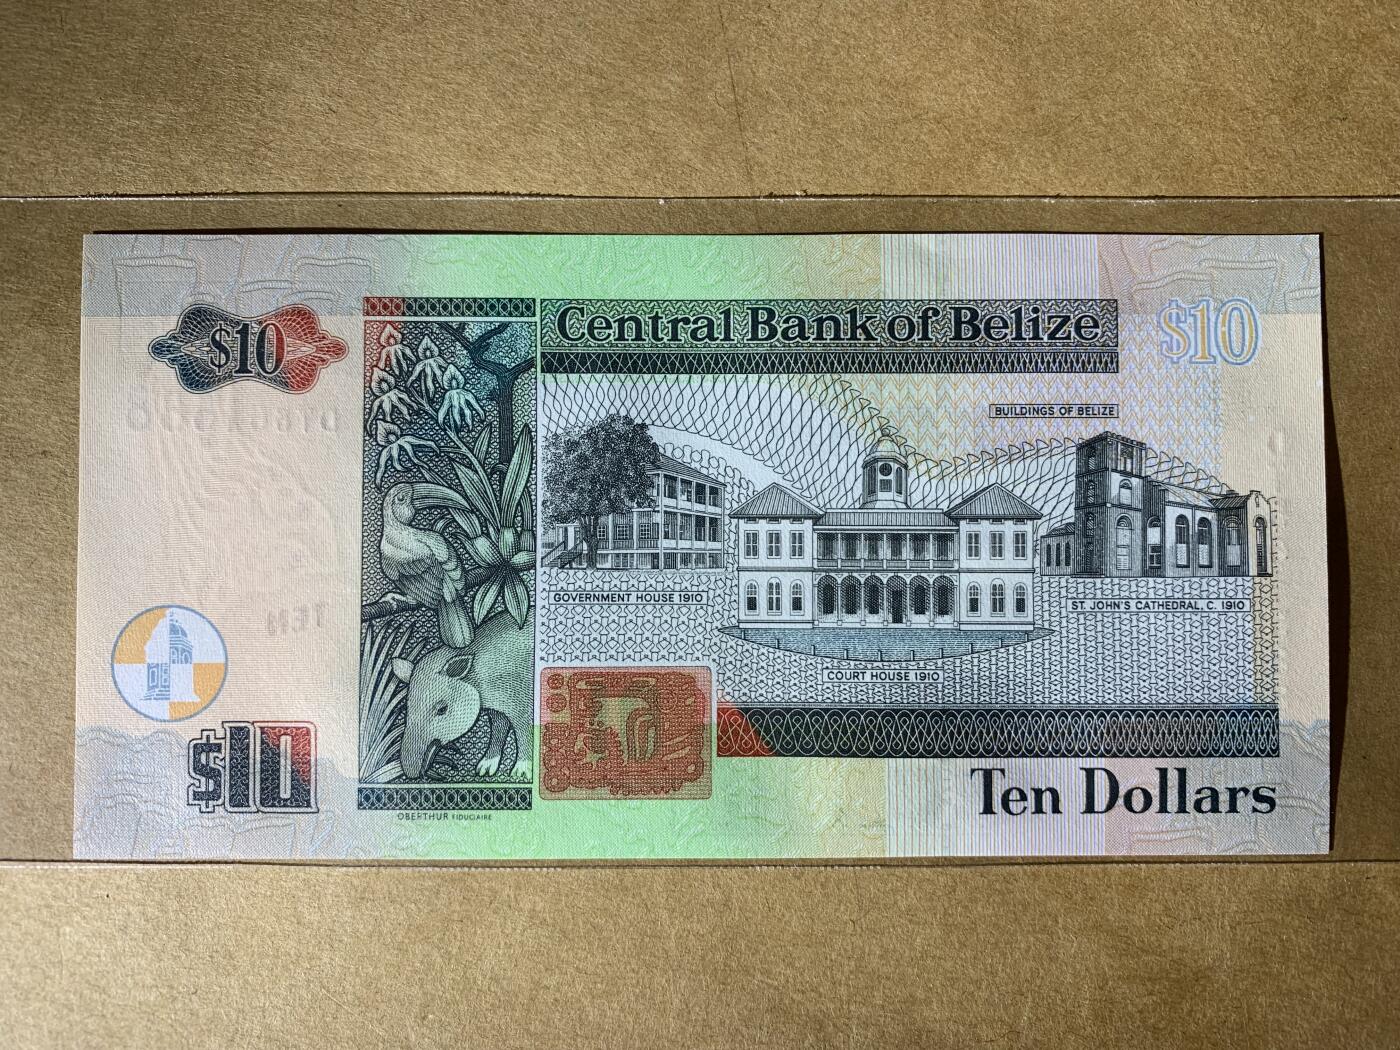 $10
Central Bank of Belize
$10
BUILDINGS OF BELIZE
GOVERNMENT HOUSE 1910
ST. JOHN'S CATHEDRAL, C. 1910
COURT HOUSE 1910
TEN
$10
Ten Dollars
OBERTHUR FIDUCIAIRE